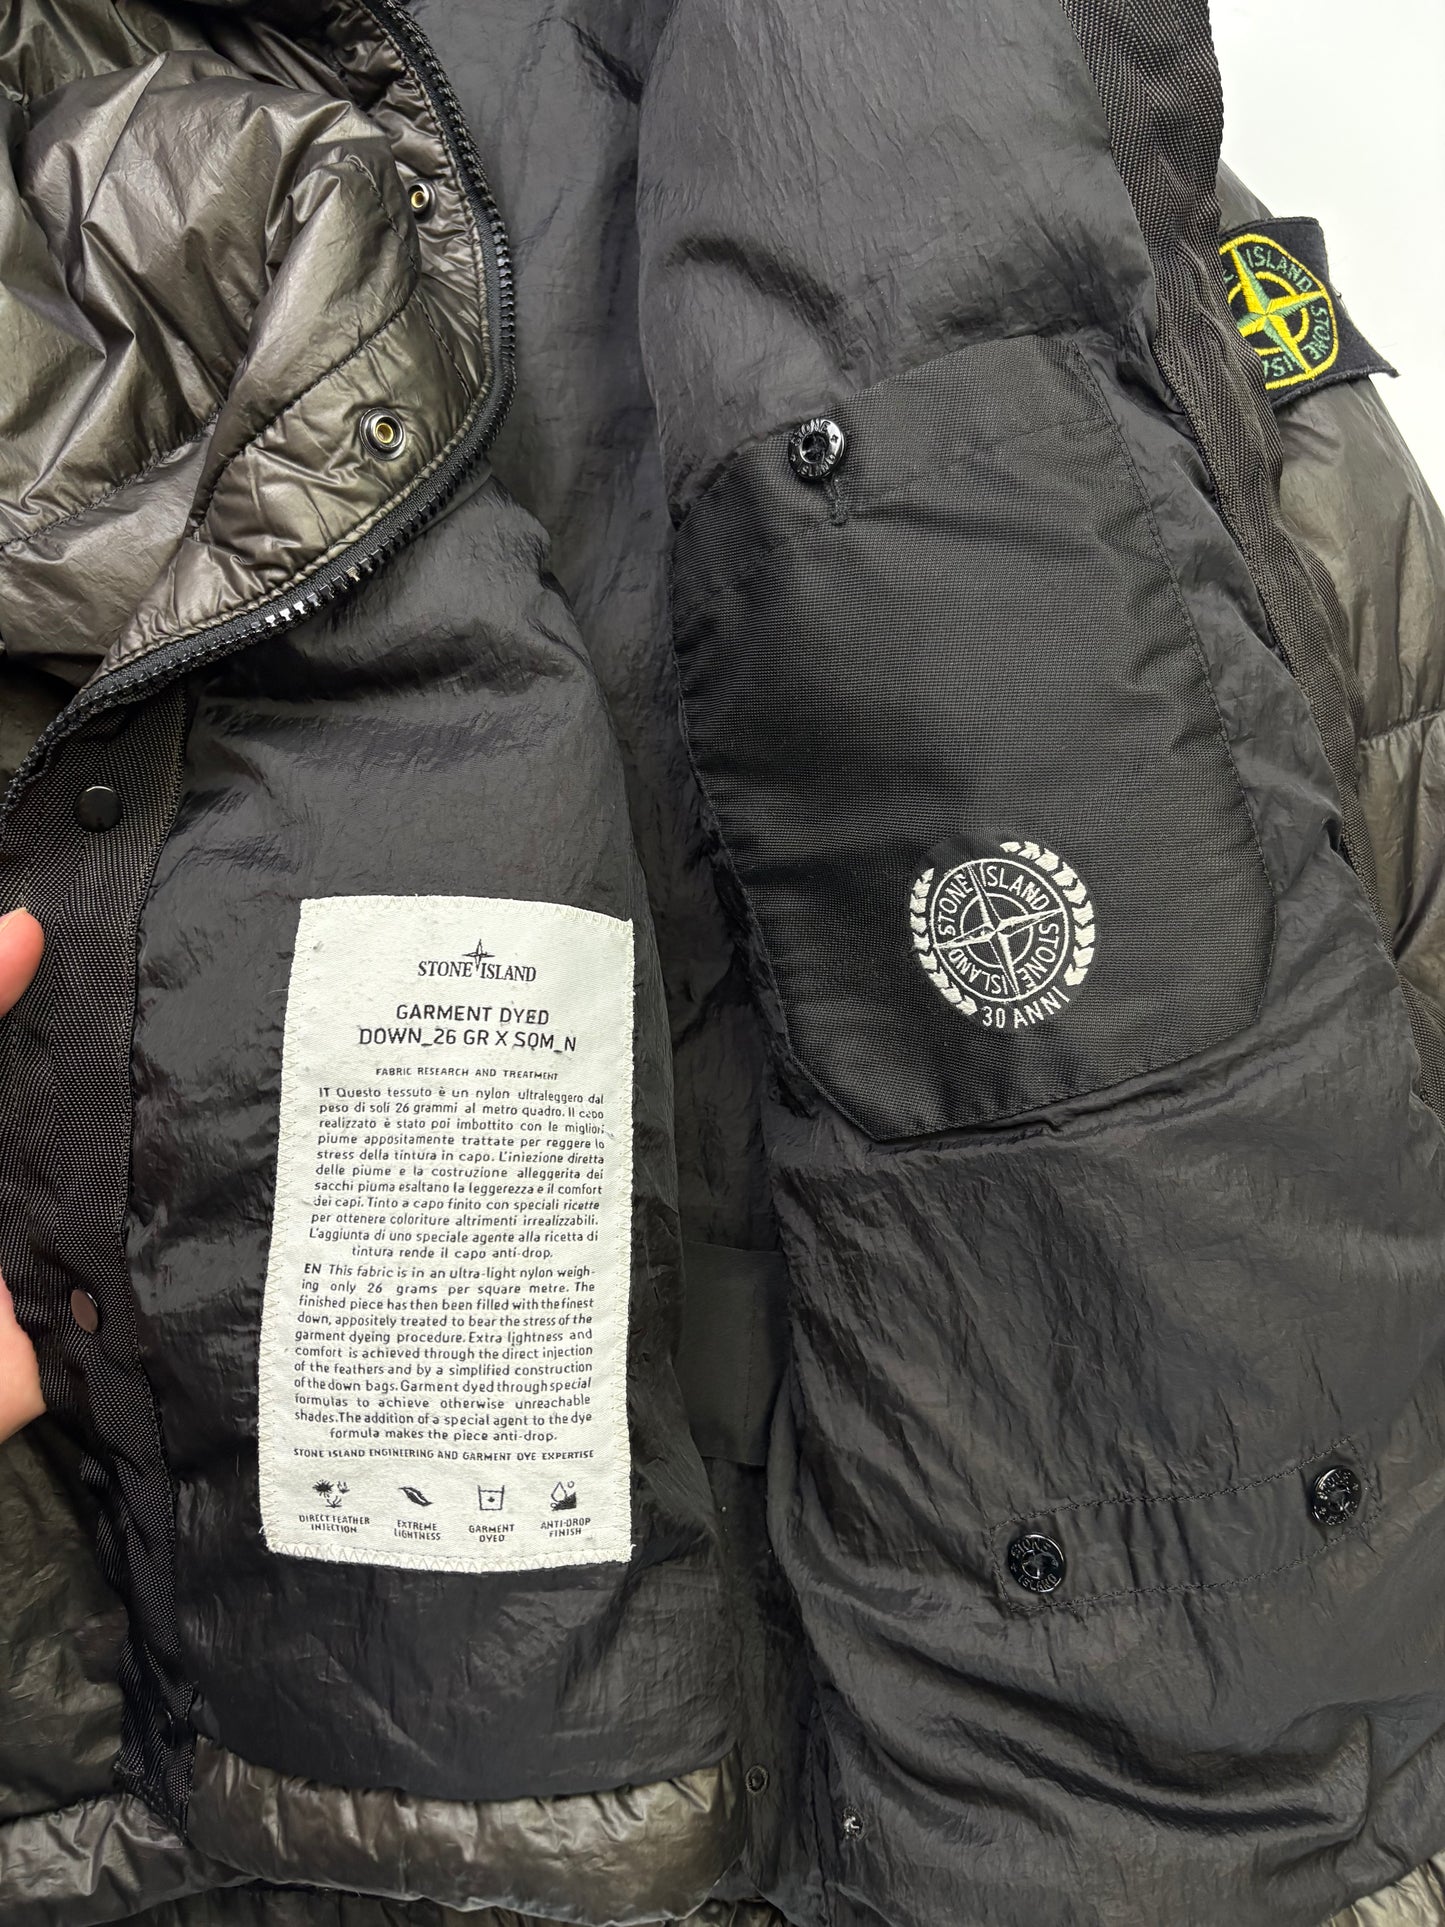 STONE ISLAND
GARMENT DYED
DOWN_26 GR X SQM_N
FABRIC RESEARCH AND TREATMENT
IT Questo tessuto è un nylon ultraleggero dal
peso di soli 26 grammi al metro quadro. Il capo
realizzato è stato poi imbottito con le migliori
piume appositamente trattate per reggere lo
stress della tintura in capo. L'iniezione diretta
delle piume e la costruzione alleggerita dei
sacchi piuma esaltano la leggerezza e il comfort
dei capi. Tinto a capo finito con speciali ricette
per ottenere coloriture altrimenti irrealizzabili.
L'aggiunta di uno speciale agente alla ricetta di
tintura rende il capo anti-drop.
EN This fabric is in an ultra-light nylon weigh-
ing only 26 grams per square metre. The
finished piece has then been filled with the finest
down, appositely treated to bear the stress of the
garment dyeing procedure. Extra lightness and
comfort is achieved through the direct injection
of the feathers and by a simplified construction
of the down bags. Garment dyed through special
formulas to achieve otherwise unreachable
shades. The addition of a special agent to the dye
formula makes the piece anti-drop.
STONE ISLAND ENGINEERING AND GARMENT DYE EXPERTISE
DIRECT FEATHER
INJECTION
EXTREME
LIGHTNESS
GARMENT
DYED
ANTI-DROP
FINISH
STONE ISLAND
STONE ISLAND STONE ISLAND
30 ANNI
ISLAND STONE
STONE ISLAND